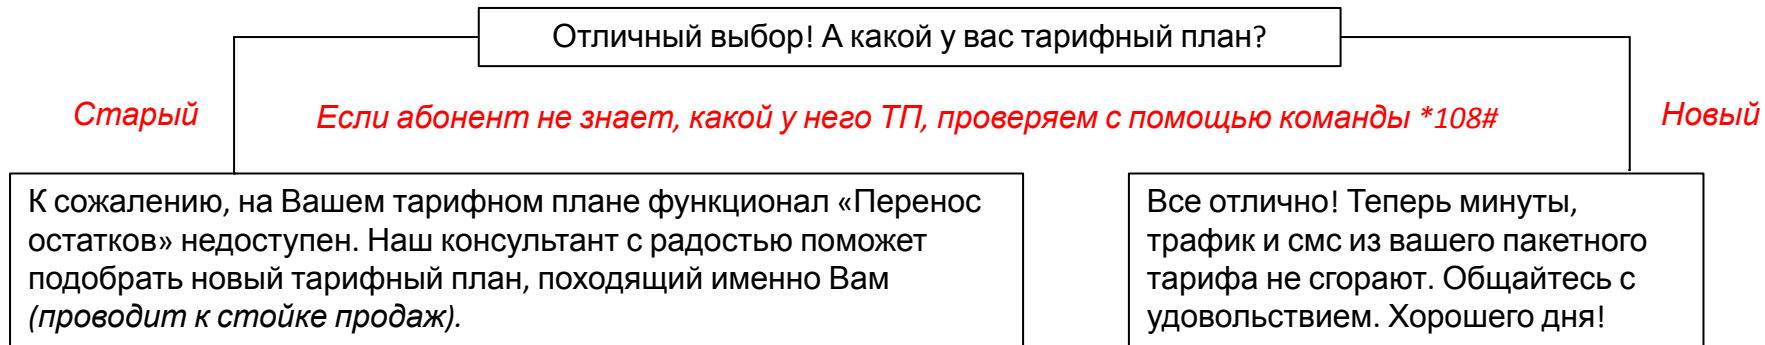 Отличный выбор! А какой у вас тарифный план?
Старый
Если абонент не знает, какой у него ТП, проверяем с помощью команды *108#
Новый
К сожалению, на Вашем тарифном плане функционал «Перенос
остатков» недоступен. Наш консультант с радостью поможет
подобрать новый тарифный план, походящий именно Вам
(проводит к стойке продаж).
Все отлично! Теперь минуты,
трафик и смс из вашего пакетного
тарифа не сгорают. Общайтесь с
удовольствием. Хорошего дня!